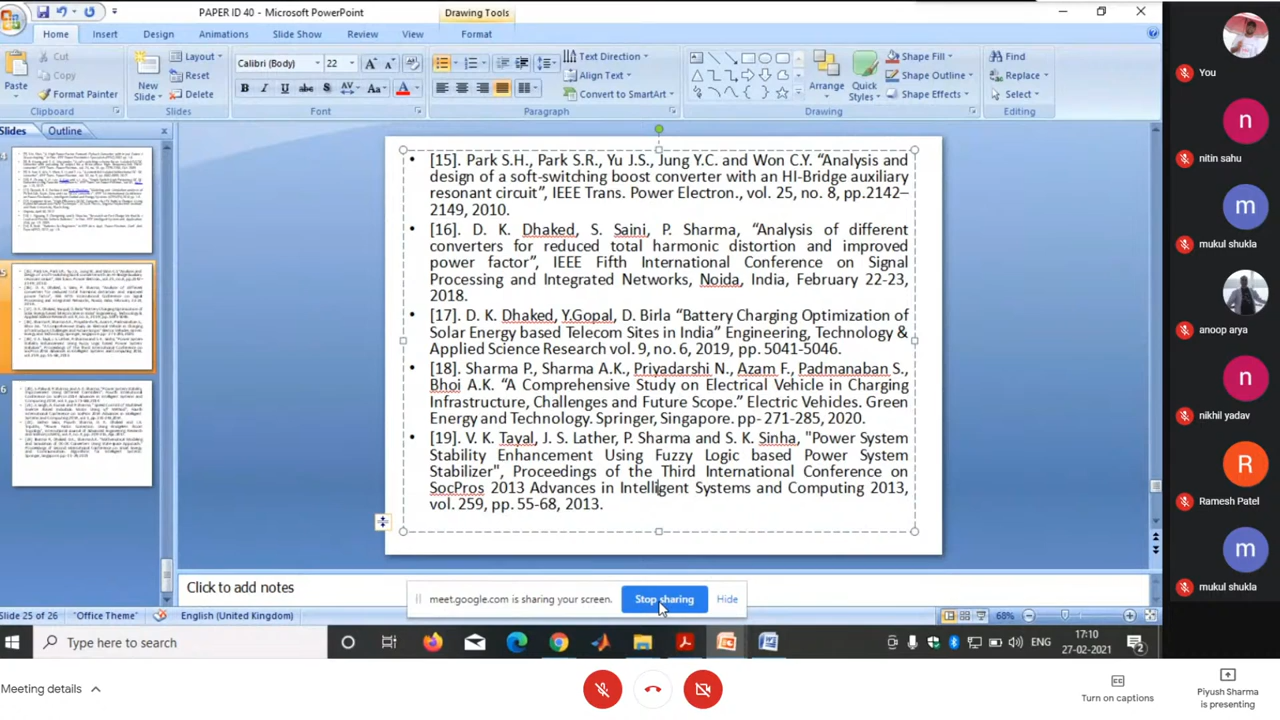 PAPER ID 40 - Microsoft PowerPoint
Drawing Tools
Home Insert Design Animations Slide Show Review View Format
Paste
Cut
Copy
Format Painter
Clipboard
New
Slide
Layout
Reset
Delete
Slides
Calibri (Body) 22
B I U abc S AV Aa A
Font
Text Direction
Align Text
Convert to SmartArt
Paragraph
Arrange
Quick
Styles
Shape Fill
Shape Outline
Shape Effects
Drawing
Find
Replace
Select
Editing
Slides Outline
[15]. Park
Park S.R., Yu J.S., Jung Y.C. and Won C.Y. “Analysis and
design of a soft-switching boost converter with an HI-Bridge auxiliary
resonant circuit”, IEEE Trans. Power Electron, vol. 25, no. 8, pp.2142–
2149, 2010.
[16]. D. K. Dhaked, S. Saini, P. Sharma, “Analysis of different
converters for reduced total harmonic distortion and improved
power factor”, IEEE Fifth International Conference on Signal
Processing and Integrated Networks, Noida, India, February 22-23,
2018.
[17]. D. K. Dhaked, Y.Gopal, D. Birla “Battery Charging Optimization of
Solar Energy based Telecom Sites in India” Engineering, Technology &
Applied Science Research vol. 9, no. 6, 2019, pp. 5041-5046.
[18]. Sharma P., Sharma A.K., Priyadarshi N., Azam F., Padmanaban S.,
Bhoi A.K. “A Comprehensive Study on Electrical Vehicle in Charging
Infrastructure, Challenges and Future Scope.” Electric Vehicles. Green
Energy and Technology. Springer, Singapore. pp-271-285, 2020.
[19]. V. K. Tayal, J. S. Lather, P. Sharma and S. K. Sinha, "Power System
Stability Enhancement Using Fuzzy Logic based Power System
Stabilizer", Proceedings of the Third International Conference on
SocPros 2013 Advances in Intelligent Systems and Computing 2013,
vol. 259, pp. 55-68, 2013.
Click to add notes
meet.google.com is sharing your screen. Stop sharing Hide
Slide 25 of 26 "Office Theme" English (United Kingdom) 68%
Type here to search
ENG
17:10
27-02-2021
2
You
n
nitin sahu
m
mukul shukla
anoop arya
n
nikhil yadav
R
Ramesh Patel
m
mukul shukla
Meeting details
CC
Turn on captions
Piyush Sharma
is presenting